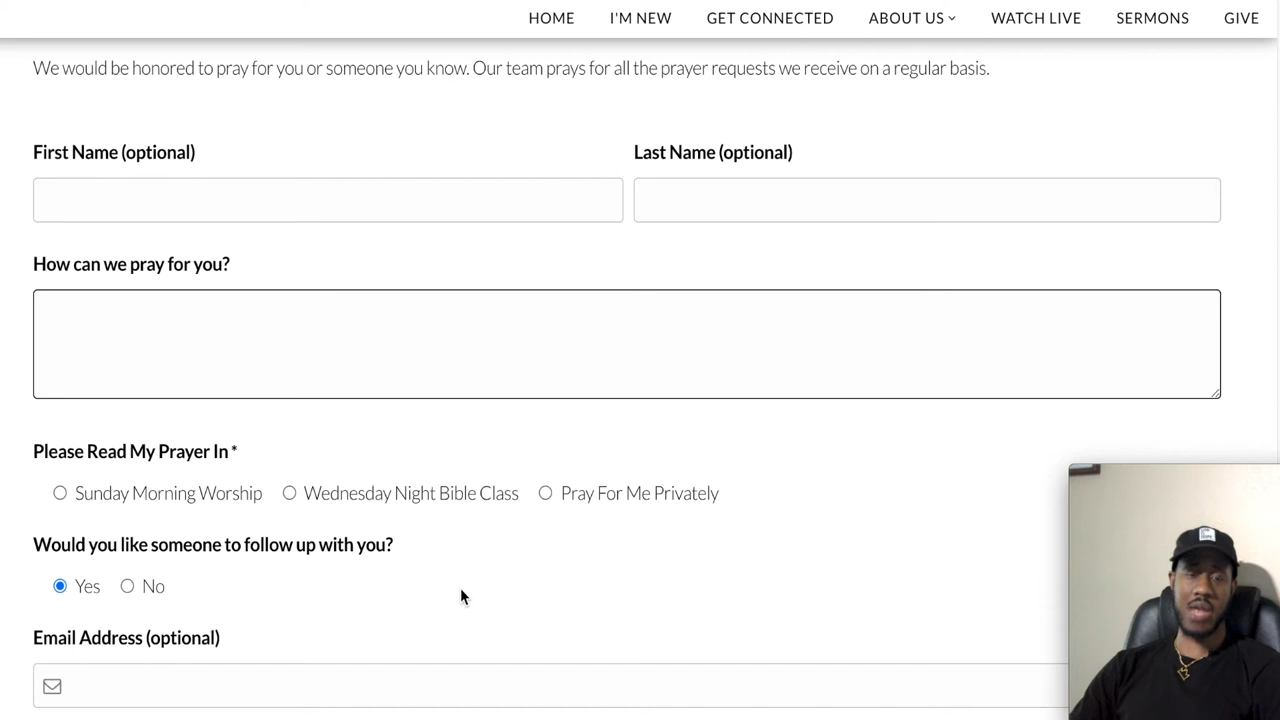 HOME I'M NEW GET CONNECTED ABOUT US WATCH LIVE SERMONS GIVE
We would be honored to pray for you or someone you know. Our team prays for all the prayer requests we receive on a regular basis.
First Name (optional) Last Name (optional)
How can we pray for you?
Please Read My Prayer In *
Sunday Morning Worship Wednesday Night Bible Class Pray For Me Privately
Would you like someone to follow up with you?
Yes No
Email Address (optional)